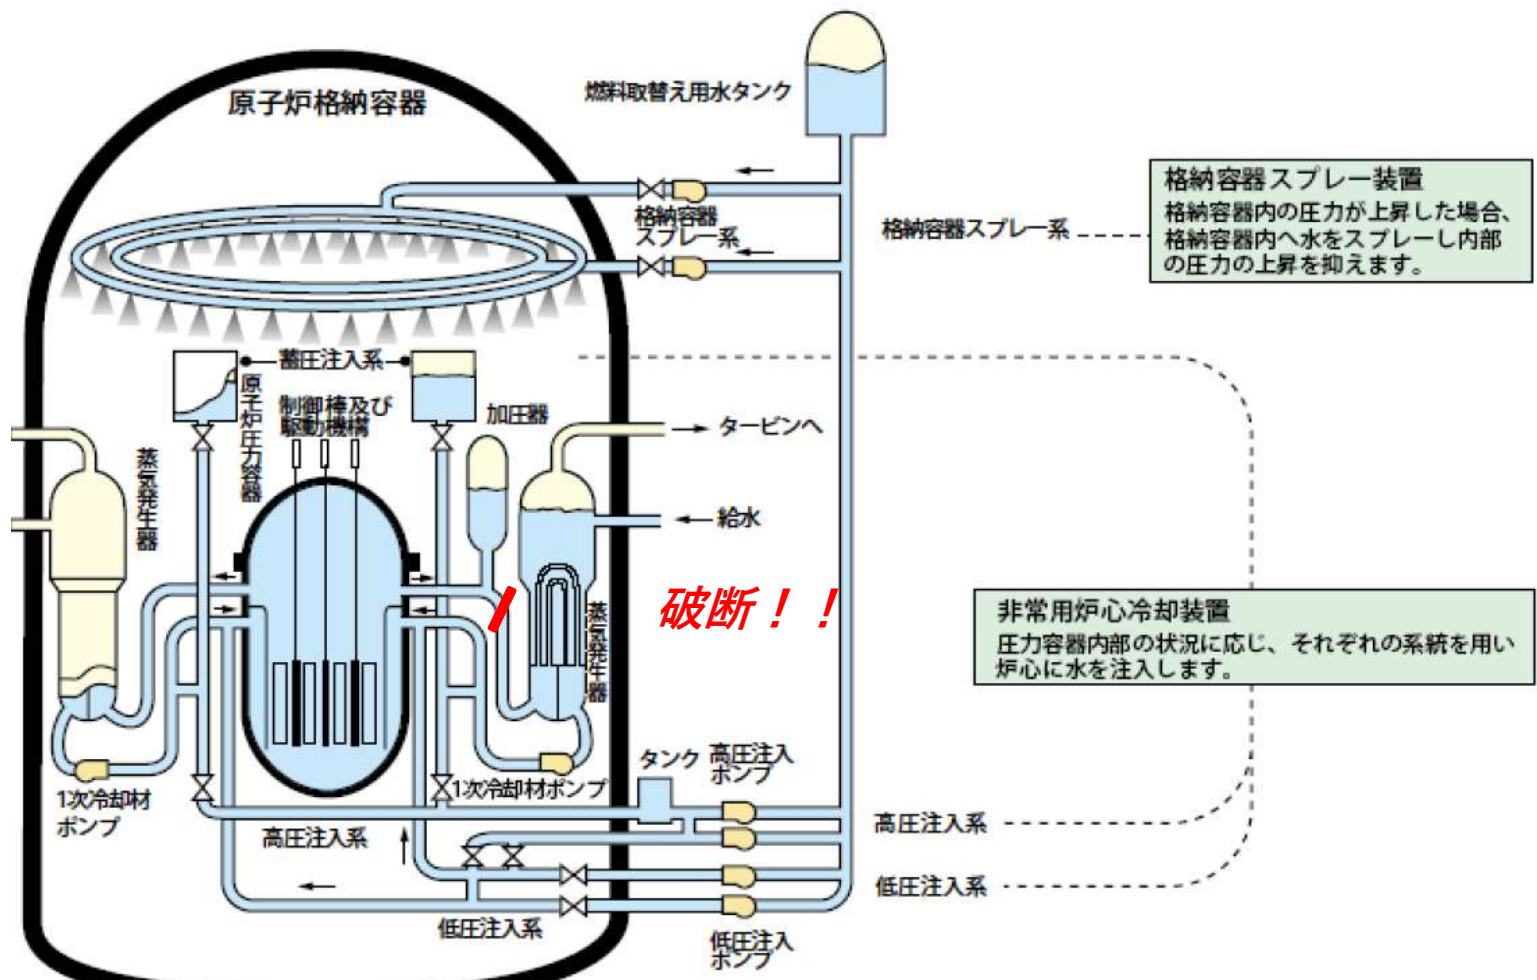 燃料取替え用水タンク
原子炉格納容器
格納容器スプレー装置
格納容器内の圧力が上昇した場合、
格納容器内へ水をスプレーし内部
の圧力の上昇を抑えます。
格納容器
スプレー系
格納容器スプレー系
蓄圧注入系
原子炉圧力容器
制御棒及び
駆動機構
加圧器
タービンへ
蒸気発生器
給水
破断！！
蒸気発生器
非常用炉心冷却装置
圧力容器内部の状況に応じ、それぞれの系統を用い
炉心に水を注入します。
タンク
高圧注入
ポンプ
1次冷却材
ポンプ
1次冷却材ポンプ
高圧注入系
高圧注入系
低圧注入系
低圧注入系
低圧注入
ポンプ